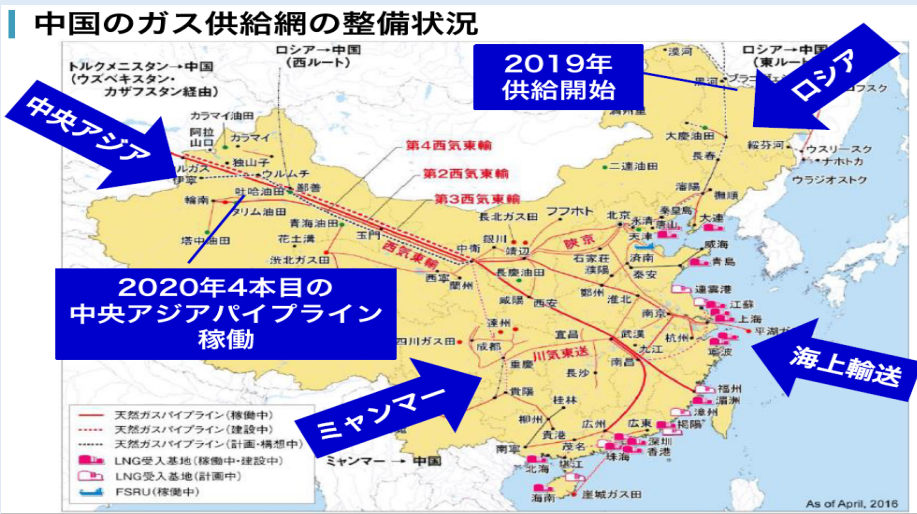 中国のガス供給網の整備状況
トルクメニスタン→中国
(ウズベキスタン・
カザフスタン経由)
ロシア→中国
(西ルート)
ロシア→中国
(東ルート)
2019年
供給開始
ロシア
中央アジア
2020年4本目の
中央アジアパイプライン
稼働
ミャンマー
海上輸送
漠河
黒河
カラマイ油田
阿拉
山口
カラマイ
独山子
ウルムチ
伊寧
吐哈油田
鄯善
輪南
タリム油田
塔中油田
青海油田
花土溝
渋北ガス田
玉門
第4西気東輸
第2西気東輸
第3西気東輸
西気東輸
大慶油田
綏芬河
ウスリースク
ナホトカ
ウラジオストク
長春
二連油田
瀋陽
撫順
長北ガス田
フフホト
北京
永清
秦皇島
唐山
大連
天津
銀川
靖辺
陝京
石家荘
済南
威海
中衛
西寧
蘭州
長慶油田
濮陽
泰安
青島
咸陽
西安
鄭州
淮北
連雲港
江蘇
南京
上海
達州
宜昌
武漢
杭州
寧波
四川ガス田
成都
川気東送
九江
重慶
長沙
南昌
貴陽
桂林
福州
湄洲
漳州
柳州
広州
広東
掲陽
南寧
貴港
茂名
深圳
珠海
香港
北海
湛江
海南
崖城ガス田
ミャンマー → 中国
天然ガスパイプライン(稼働中)
天然ガスパイプライン(建設中)
天然ガスパイプライン(計画・構想中)
LNG受入基地(稼働中・建設中)
LNG受入基地(計画中)
FSRU(稼働中)
As of April, 2016